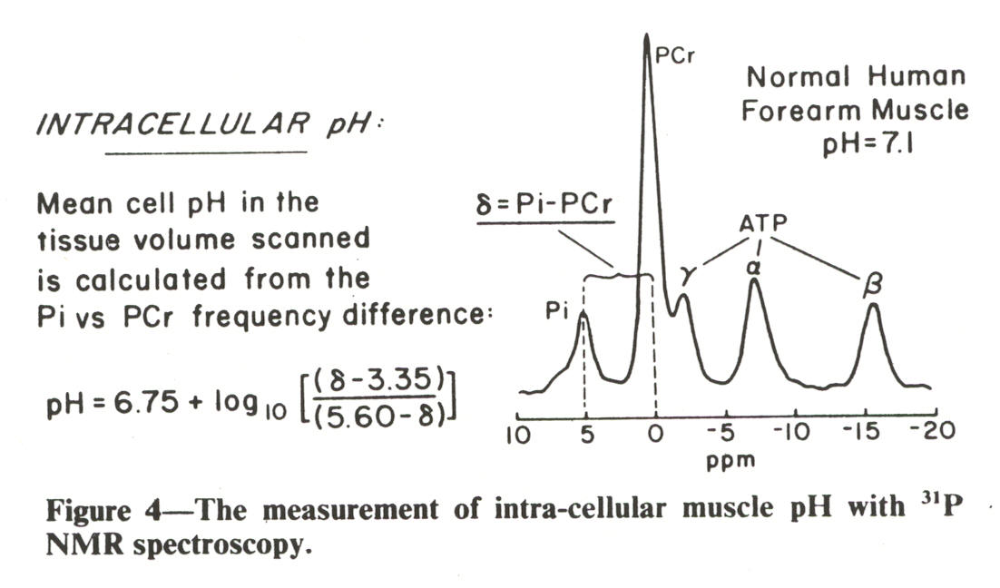 INTRACELLULAR pH:
Mean cell pH in the
tissue volume scanned
is calculated from the
Pi vs PCr frequency difference:
pH = 6.75 + log10 [(δ-3.35)/(5.60-δ)]
Normal Human
Forearm Muscle
pH=7.1
PCr
δ=Pi-PCr
ATP
γ
α
β
Pi
10 5 0 -5 -10 -15 -20
ppm
Figure 4—The measurement of intra-cellular muscle pH with ³¹P
NMR spectroscopy.